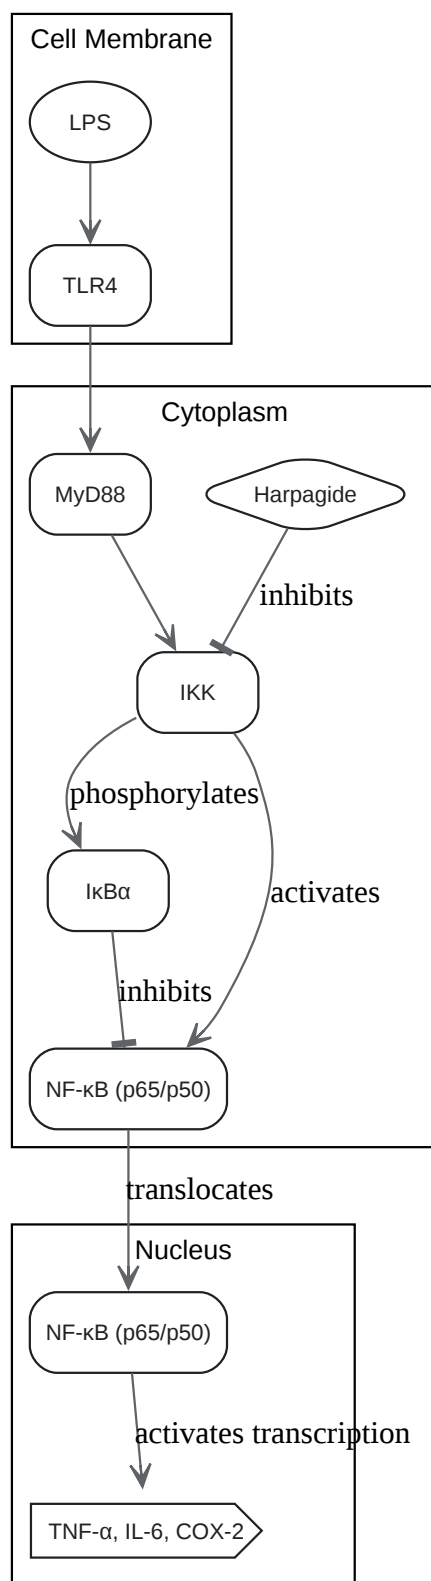 Cell Membrane
LPS
TLR4
Cytoplasm
MyD88
Harpagide
inhibits
IKK
phosphorylates
IκBα
activates
inhibits
NF-κB (p65/p50)
translocates
Nucleus
NF-κB (p65/p50)
activates transcription
TNF-α, IL-6, COX-2